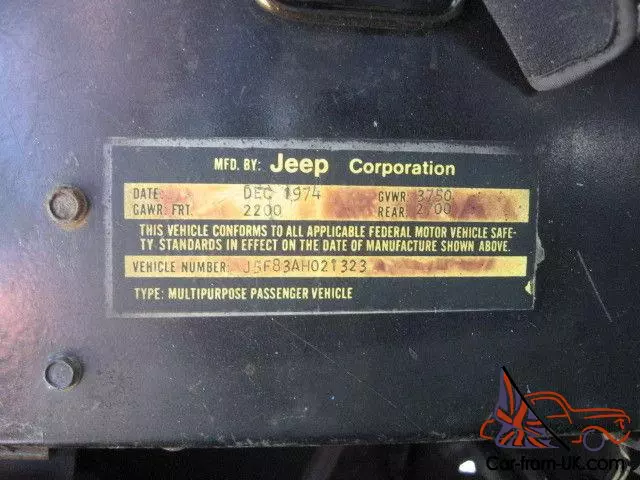 MFD. BY: Jeep Corporation
DATE: DEC 1974 GVWR 3750
GAWR: FRT. 2200 REAR:
THIS VEHICLE CONFORMS TO ALL APPLICABLE FEDERAL MOTOR VEHICLE SAFE-
TY STANDARDS IN EFFECT ON THE DATE OF MANUFACTURE SHOWN ABOVE.
VEHICLE NUMBER: J5F83AH021323
TYPE: MULTIPURPOSE PASSENGER VEHICLE
Car-from-UK.com